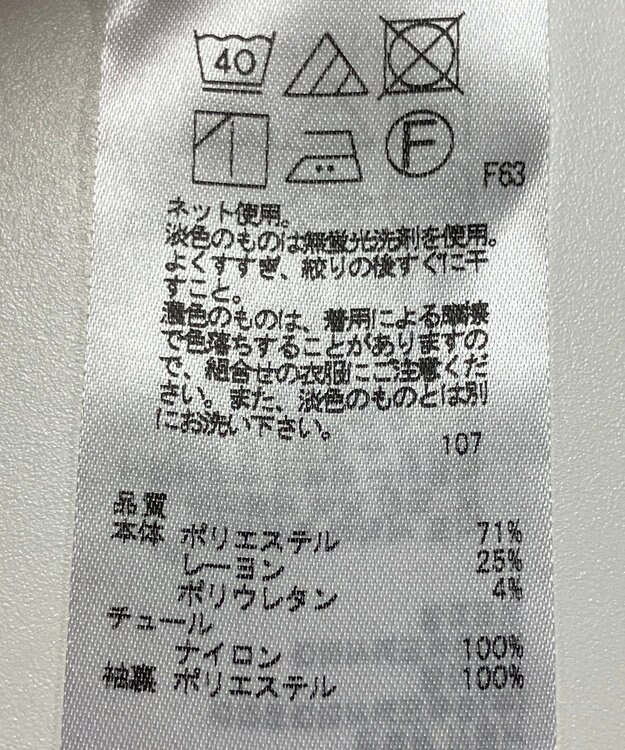 40
F
F63
ネット使用。
淡色のものは無蛍光洗剤を使用。
よくすすぎ、絞りの後すぐに干
すこと。
濃色のものは、着用による摩擦
で色落ちすることがありますの
で、組合せの衣服にご注意くだ
さい。また、淡色のものとは別
にお洗い下さい。
107
品質
本体 ポリエステル 71%
レーヨン 25%
ポリウレタン 4%
チュール
ナイロン 100%
袖裏 ポリエステル 100%